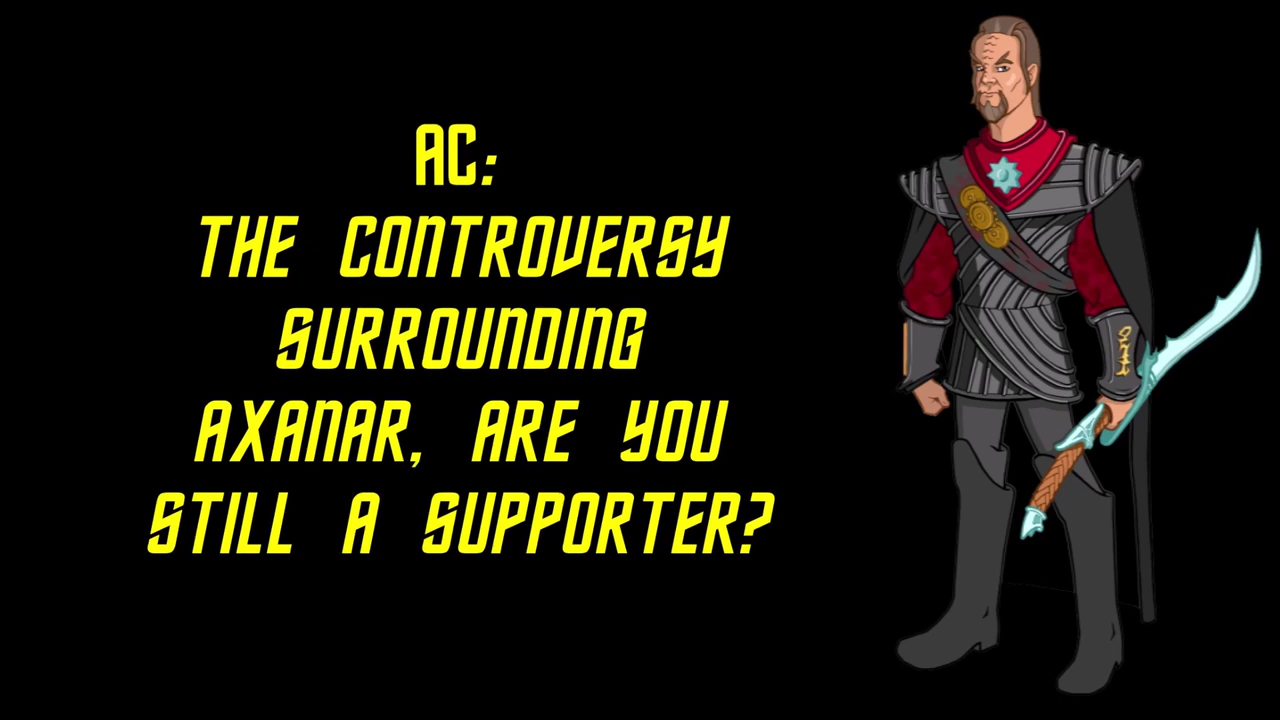 AC:
THE CONTROVERSY
SURROUNDING
AXANAR, ARE YOU
STILL A SUPPORTER?